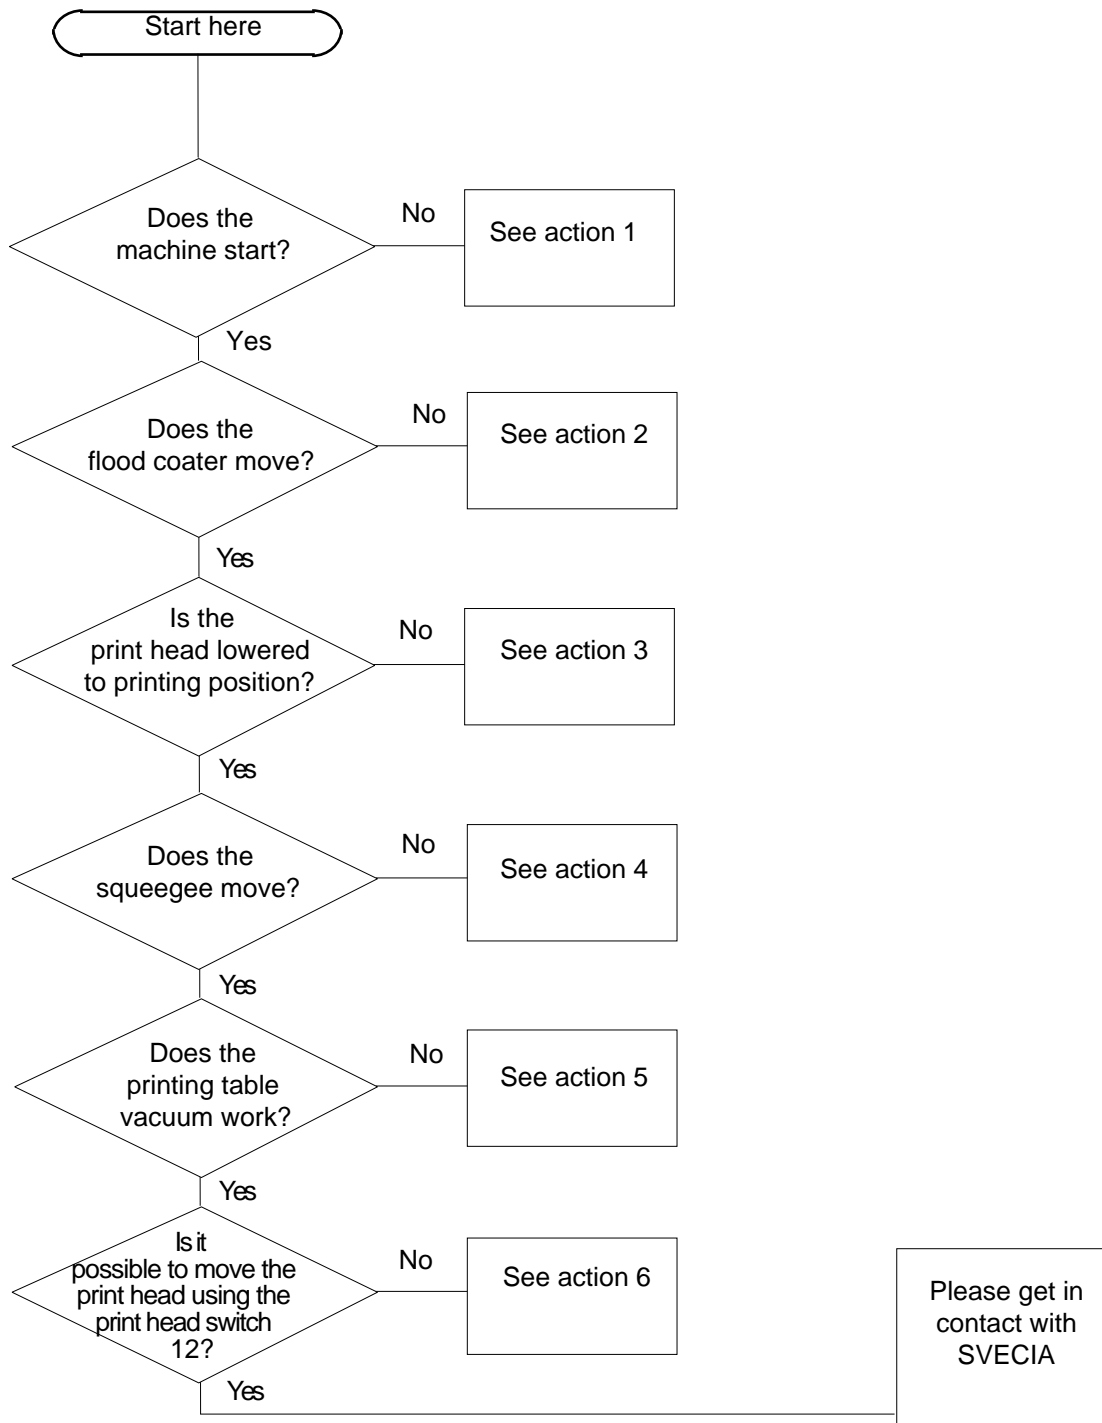 Start here
Does the
machine start?
No
See action 1
Yes
Does the
flood coater move?
No
See action 2
Yes
Is the
print head lowered
to printing position?
No
See action 3
Yes
Does the
squeegee move?
No
See action 4
Yes
Does the
printing table
vacuum work?
No
See action 5
Yes
Is it
possible to move the
print head using the
print head switch
12?
No
See action 6
Yes
Please get in
contact with
SVECIA